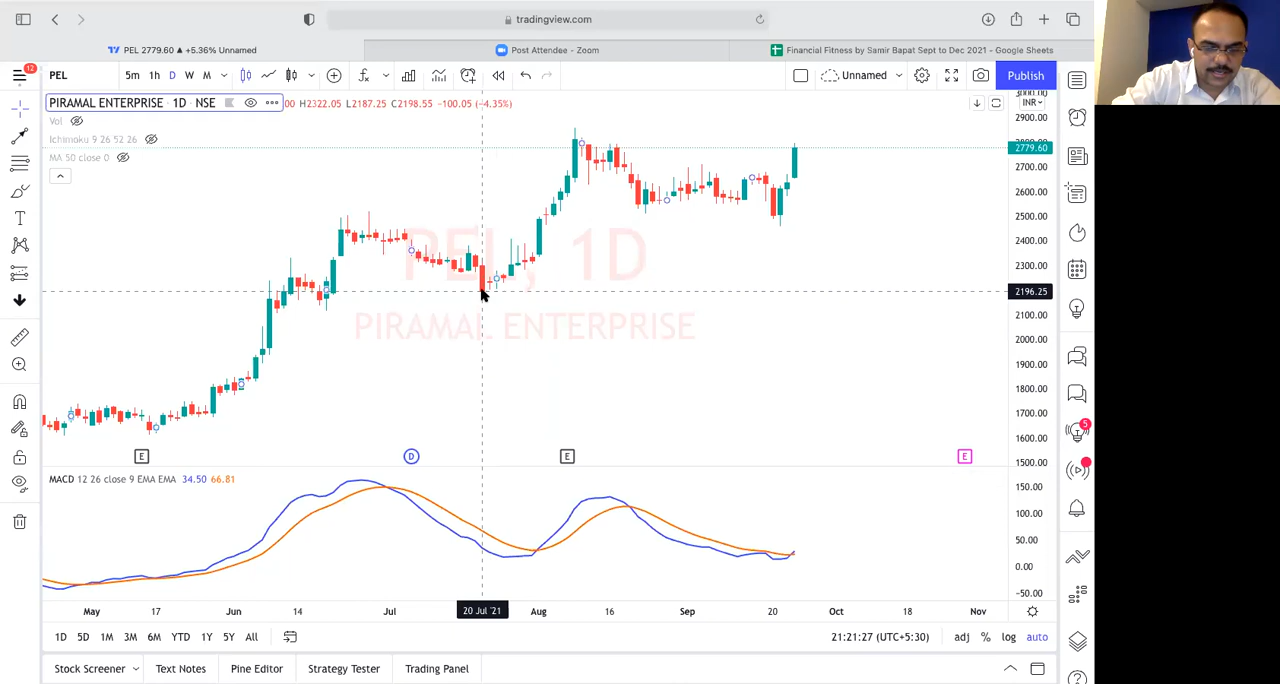 tradingview.com
PEL 2779.60 ▲ +5.36% Unnamed
Post Attendee - Zoom
Financial Fitness by Samir Bapat Sept to Dec 2021 - Google Sheets
12
PEL
5m 1h D W M
Unnamed
Publish
PIRAMAL ENTERPRISE · 1D · NSE
00 H2322.05 L2187.25 C2198.55 -100.05 (-4.35%)
Vol
Ichimoku 9 26 52 26
MA 50 close 0
INR
2900.00
2779.60
2700.00
2600.00
2500.00
2400.00
2300.00
2196.25
2100.00
2000.00
1900.00
1800.00
1700.00
1600.00
1500.00
PEL, 1D
PIRAMAL ENTERPRISE
E
D
E
E
MACD 12 26 close 9 EMA EMA 34.50 66.81
150.00
100.00
50.00
0.00
-50.00
5
May 17 Jun 14 Jul 20 Jul '21 Aug 16 Sep 20 Oct 18 Nov
1D 5D 1M 3M 6M YTD 1Y 5Y All
21:21:27 (UTC+5:30) adj % log auto
Stock Screener Text Notes Pine Editor Strategy Tester Trading Panel